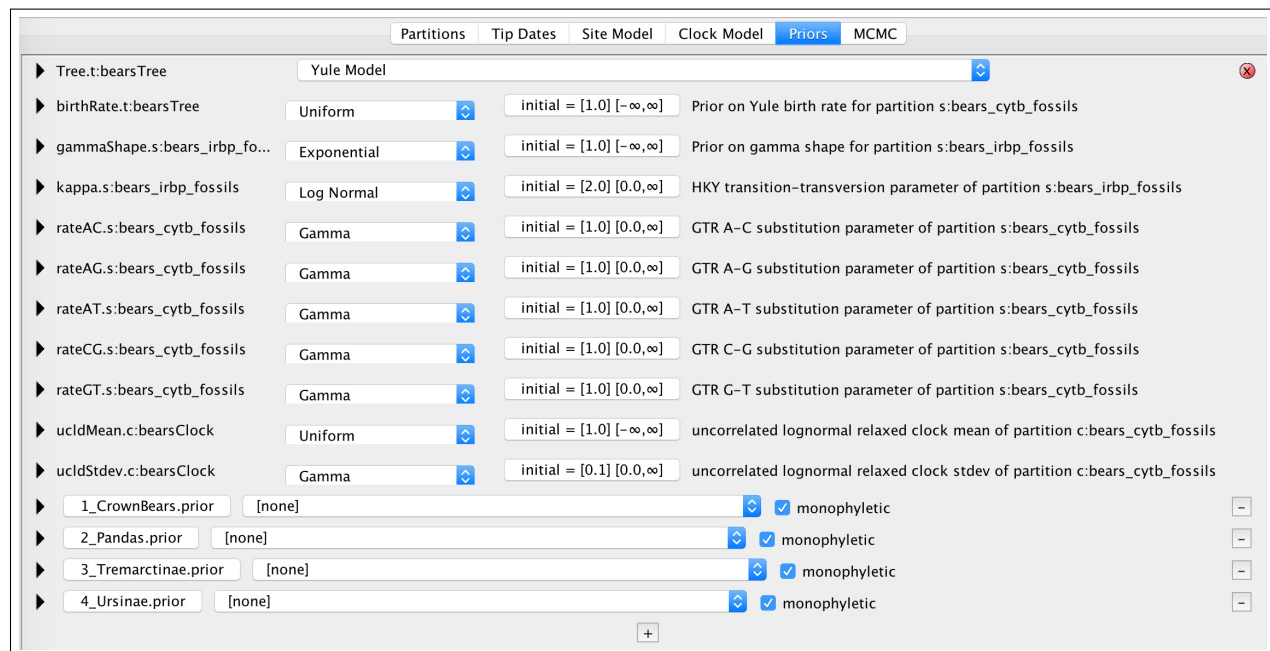 Partitions Tip Dates Site Model Clock Model Priors MCMC
Tree.t:bearsTree Yule Model
birthRate.t:bearsTree Uniform initial = [1.0] [-∞,∞] Prior on Yule birth rate for partition s:bears_cytb_fossils
gammaShape.s:bears_irbp_fo... Exponential initial = [1.0] [-∞,∞] Prior on gamma shape for partition s:bears_irbp_fossils
kappa.s:bears_irbp_fossils Log Normal initial = [2.0] [0.0,∞] HKY transition-transversion parameter of partition s:bears_irbp_fossils
rateAC.s:bears_cytb_fossils Gamma initial = [1.0] [0.0,∞] GTR A-C substitution parameter of partition s:bears_cytb_fossils
rateAG.s:bears_cytb_fossils Gamma initial = [1.0] [0.0,∞] GTR A-G substitution parameter of partition s:bears_cytb_fossils
rateAT.s:bears_cytb_fossils Gamma initial = [1.0] [0.0,∞] GTR A-T substitution parameter of partition s:bears_cytb_fossils
rateCG.s:bears_cytb_fossils Gamma initial = [1.0] [0.0,∞] GTR C-G substitution parameter of partition s:bears_cytb_fossils
rateGT.s:bears_cytb_fossils Gamma initial = [1.0] [0.0,∞] GTR G-T substitution parameter of partition s:bears_cytb_fossils
ucldMean.c:bearsClock Uniform initial = [1.0] [-∞,∞] uncorrelated lognormal relaxed clock mean of partition c:bears_cytb_fossils
ucldStdev.c:bearsClock Gamma initial = [0.1] [0.0,∞] uncorrelated lognormal relaxed clock stdev of partition c:bears_cytb_fossils
1_CrownBears.prior [none] monophyletic -
2_Pandas.prior [none] monophyletic -
3_Tremarctinae.prior [none] monophyletic -
4_Ursinae.prior [none] monophyletic -
+